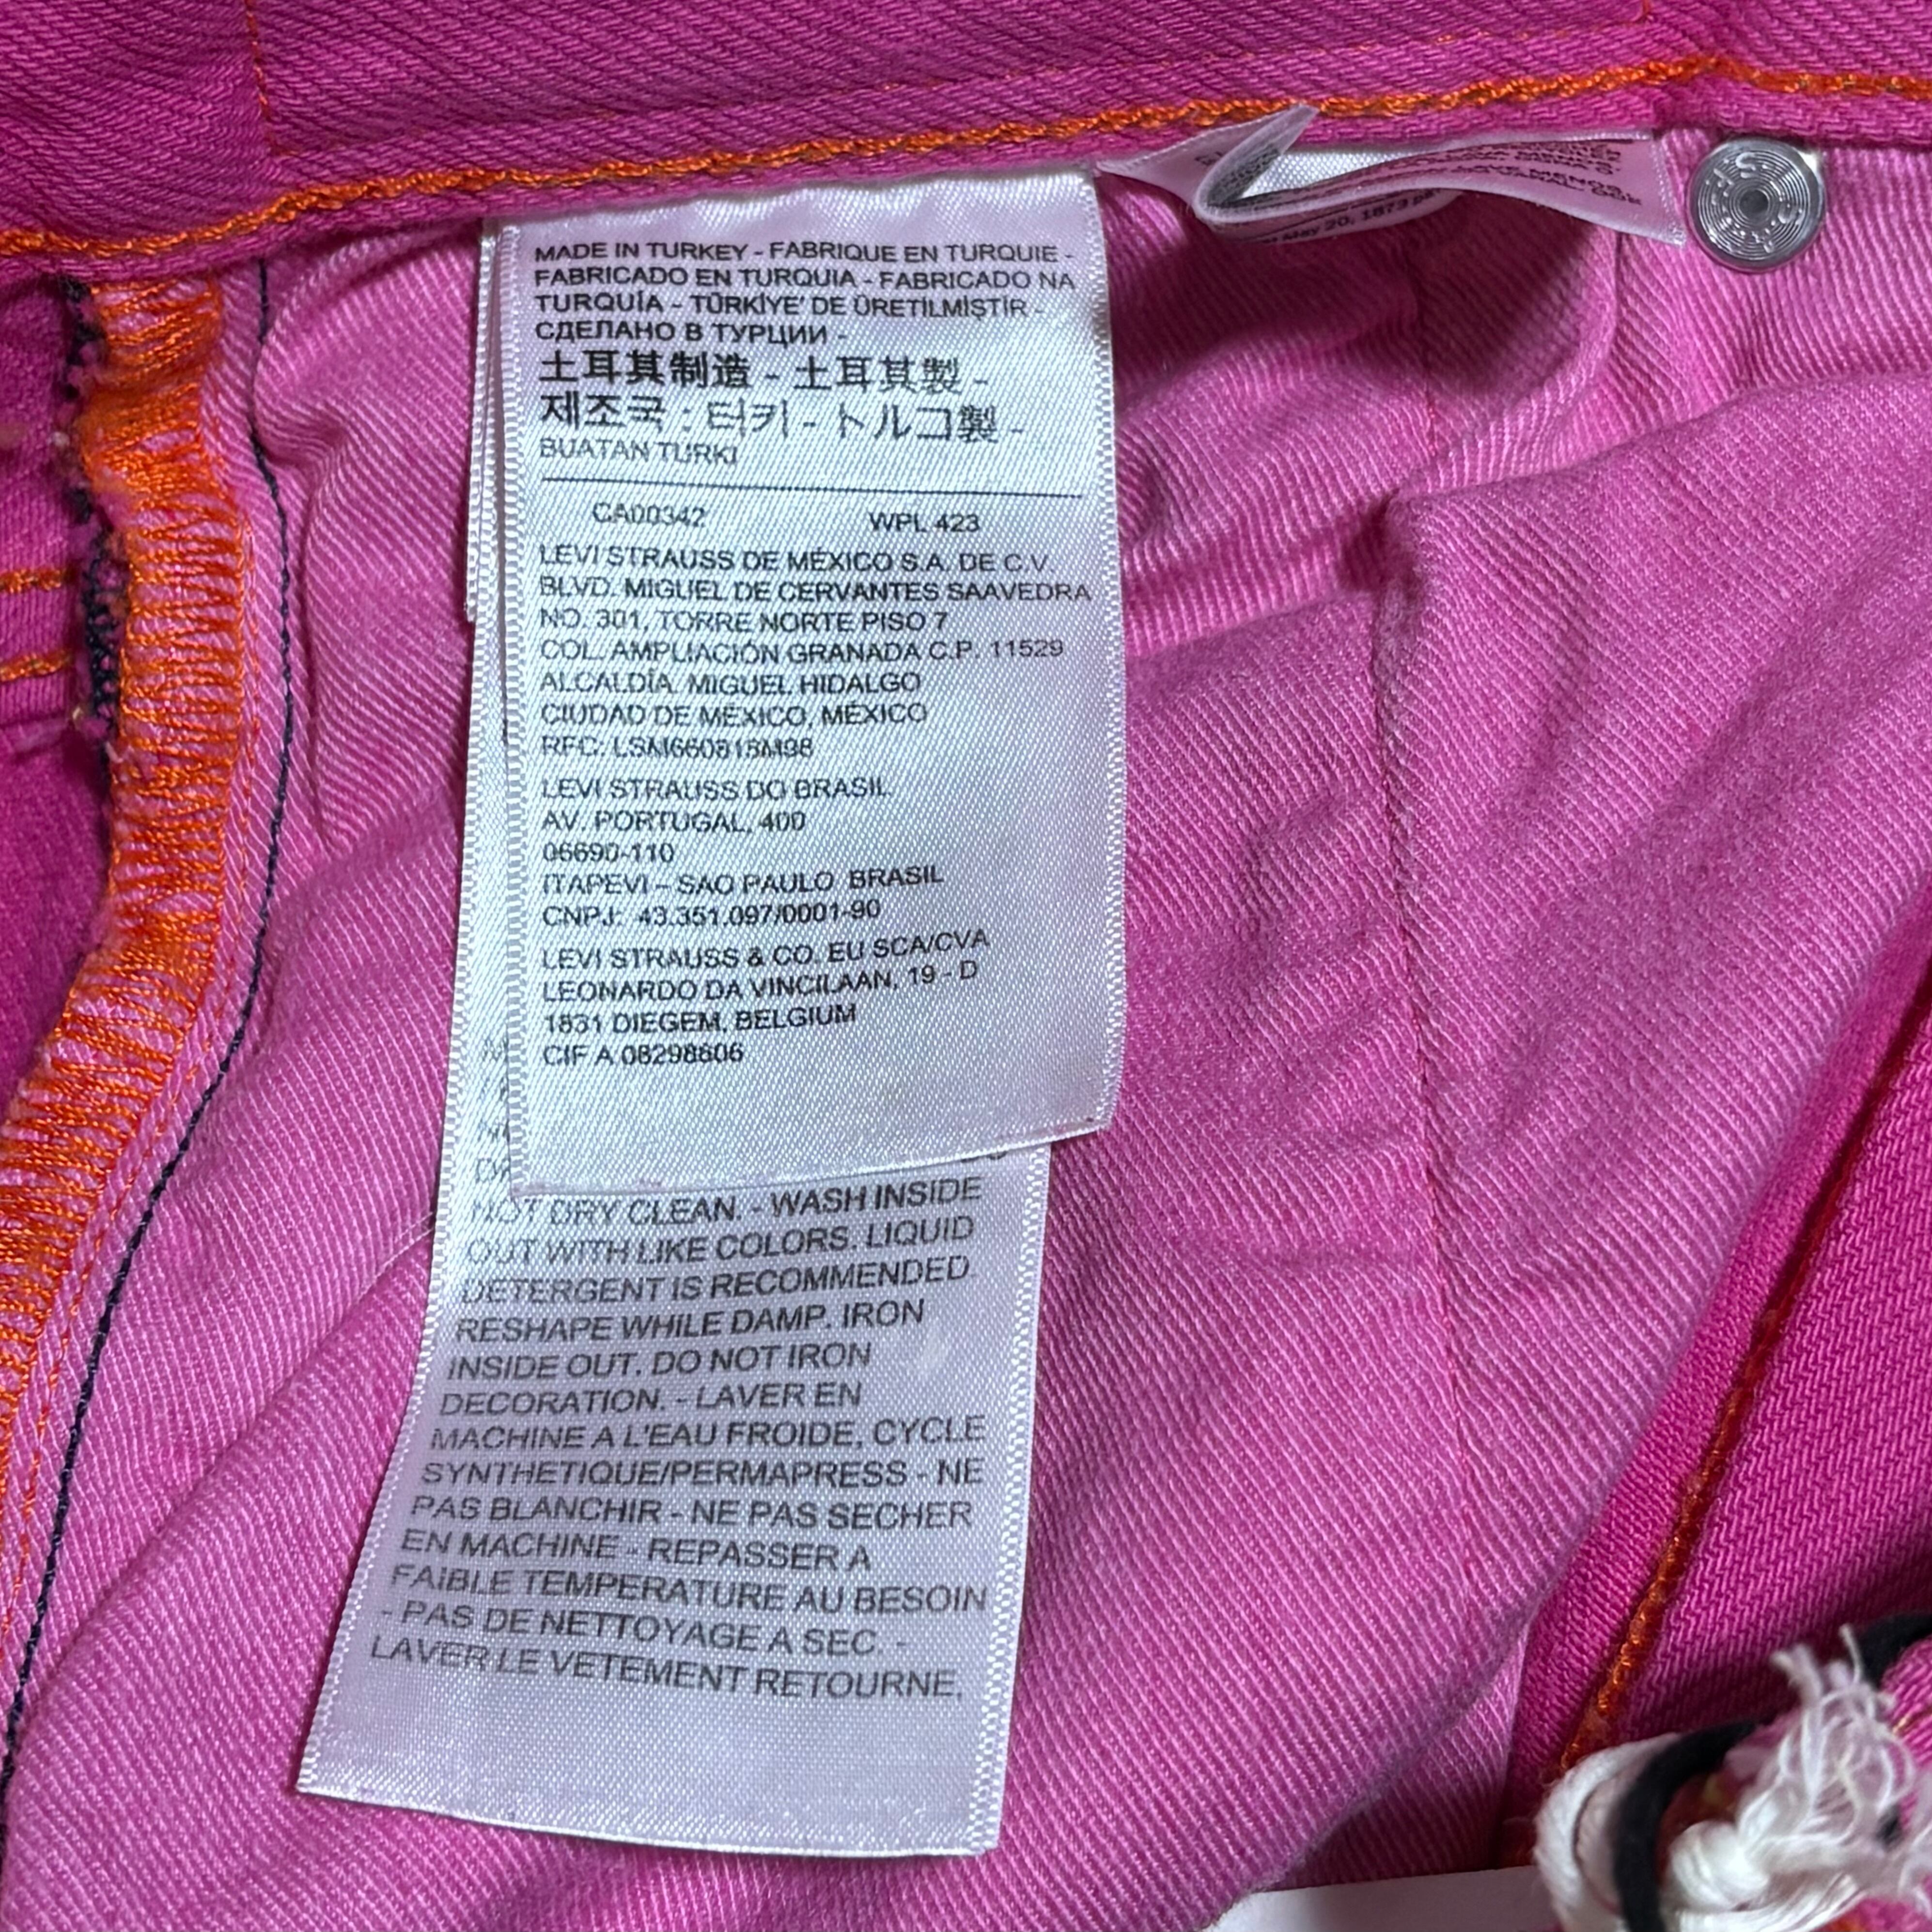 MADE IN TURKEY - FABRIQUE EN TURQUIE -
FABRICADO EN TURQUIA - FABRICADO NA
TURQUÍA - TÜRKİYE' DE ÜRETİLMİŞTİR -
СДЕЛАНО В ТУРЦИИ -
土耳其制造 - 土耳其製 -
제조국 : 터키 - トルコ製 -
BUATAN TURKI
CA00342 WPL 423
LEVI STRAUSS DE MÉXICO S.A. DE C.V.
BLVD. MIGUEL DE CERVANTES SAAVEDRA
NO. 301, TORRE NORTE PISO 7
COL. AMPLIACIÓN GRANADA C.P. 11529
ALCALDÍA. MIGUEL HIDALGO
CIUDAD DE MÉXICO, MÉXICO
RFC: LSM660818M98
LEVI STRAUSS DO BRASIL
AV. PORTUGAL, 400
06690-110
ITAPEVI – SAO PAULO BRASIL
CNPJ: 43.351.097/0001-90
LEVI STRAUSS & CO. EU SCA/CVA
LEONARDO DA VINCILAAN, 19 - D
1831 DIEGEM, BELGIUM
CIF A 08298606
NOT DRY CLEAN. - WASH INSIDE
OUT WITH LIKE COLORS. LIQUID
DETERGENT IS RECOMMENDED.
RESHAPE WHILE DAMP. IRON
INSIDE OUT. DO NOT IRON
DECORATION. - LAVER EN
MACHINE A L'EAU FROIDE, CYCLE
SYNTHETIQUE/PERMAPRESS - NE
PAS BLANCHIR - NE PAS SECHER
EN MACHINE - REPASSER A
FAIBLE TEMPERATURE AU BESOIN
- PAS DE NETTOYAGE A SEC. -
LAVER LE VETEMENT RETOURNE,
May 20, 1873